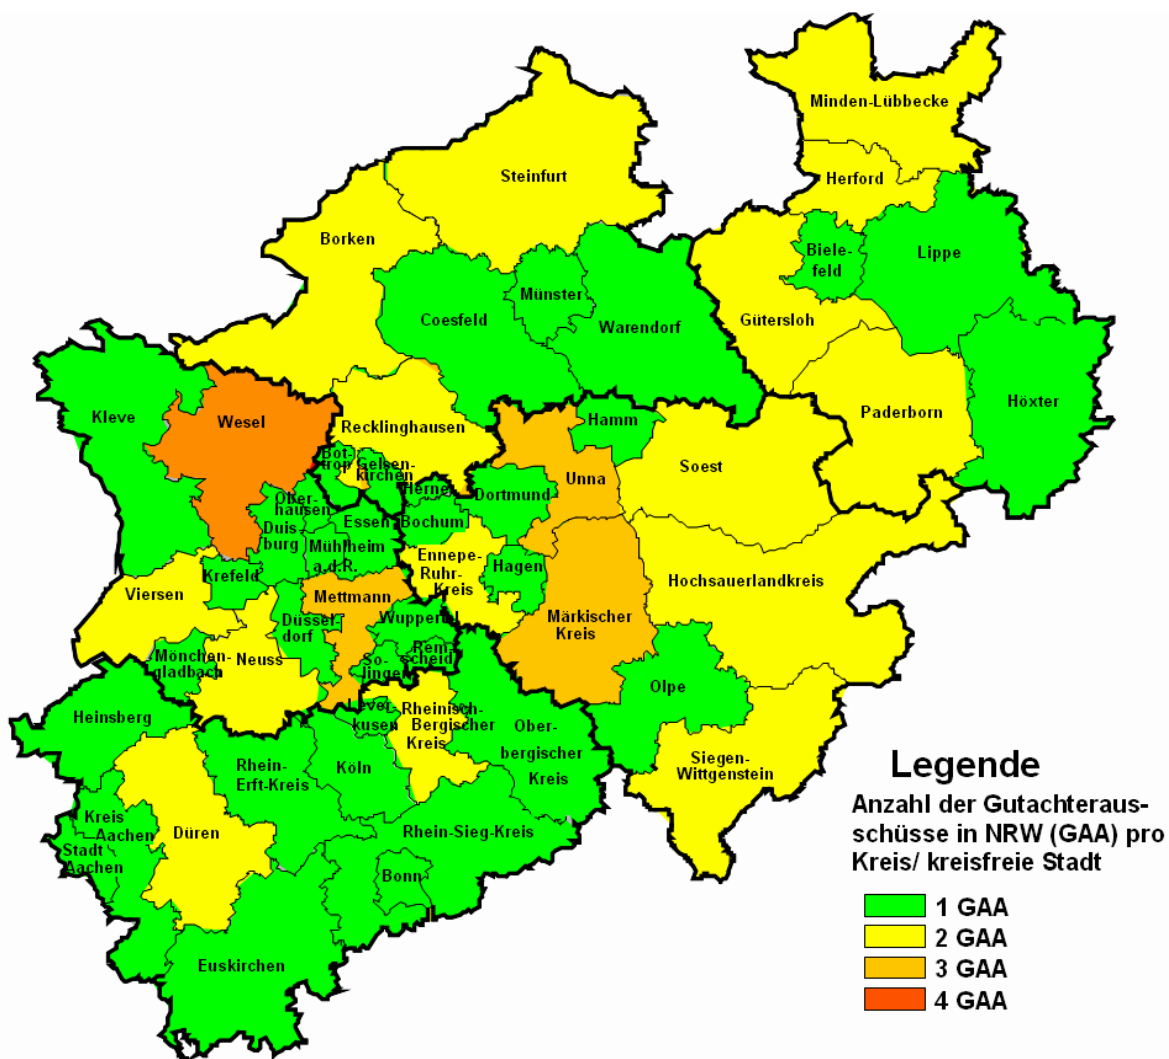 Minden-Lübbecke
Herford
Steinfurt
Borken
Biele-
feld
Lippe
Münster
Coesfeld
Warendorf
Gütersloh
Höxter
Paderborn
Kleve
Wesel
Recklinghausen
Hamm
Soest
Unna
Bot-
trop
Gelsen-
kirchen
Herne
Dortmund
Ober-
hausen
Essen
Bochum
Duis-
burg
Mühlheim
a.d.R.
Ennepe-
Ruhr-
Kreis
Hagen
Hochsauerlandkreis
Krefeld
Viersen
Mettmann
Märkischer
Kreis
Wuppertal
Düssel-
dorf
Mönchen-
gladbach
Neuss
Rem-
scheid
So-
lingen
Olpe
Heinsberg
Lever-
kusen
Rheinisch-
Bergischer
Kreis
Ober-
bergischer
Kreis
Rhein-
Erft-Kreis
Köln
Siegen-
Wittgenstein
Kreis
Aachen
Düren
Rhein-Sieg-Kreis
Stadt
Aachen
Bonn
Euskirchen
Legende
Anzahl der Gutachteraus-
schüsse in NRW (GAA) pro
Kreis/ kreisfreie Stadt
1 GAA
2 GAA
3 GAA
4 GAA